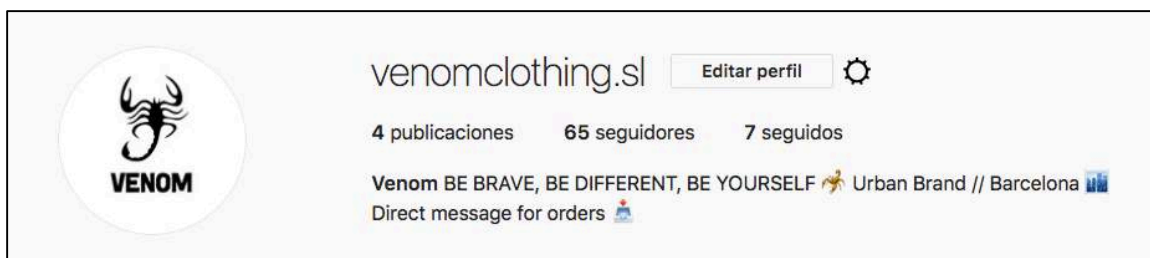 venomclothing.sl Editar perfil
4 publicaciones 65 seguidores 7 seguidos
VENOM
Venom BE BRAVE, BE DIFFERENT, BE YOURSELF 🦂 Urban Brand // Barcelona 🏙️
Direct message for orders 📩